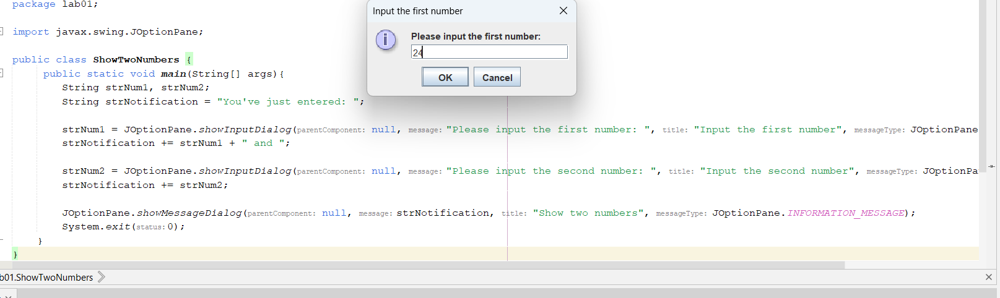 package lab01;
import javax.swing.JOptionPane;
public class ShowTwoNumbers {
public static void main(String[] args){
String strNum1, strNum2;
String strNotification = "You've just entered: ";
strNum1 = JOptionPane.showInputDialog(parentComponent: null, message: "Please input the first number: ", title: "Input the first number", messageType: JOptionPane
strNotification += strNum1 + " and ";
strNum2 = JOptionPane.showInputDialog(parentComponent: null, message: "Please input the second number: ", title: "Input the second number", messageType: JOptionPa
strNotification += strNum2;
JOptionPane.showMessageDialog(parentComponent: null, message: strNotification, title: "Show two numbers", messageType: JOptionPane.INFORMATION_MESSAGE);
System.exit(status: 0);
}
}
Input the first number
Please input the first number:
24
OK Cancel
b01.ShowTwoNumbers